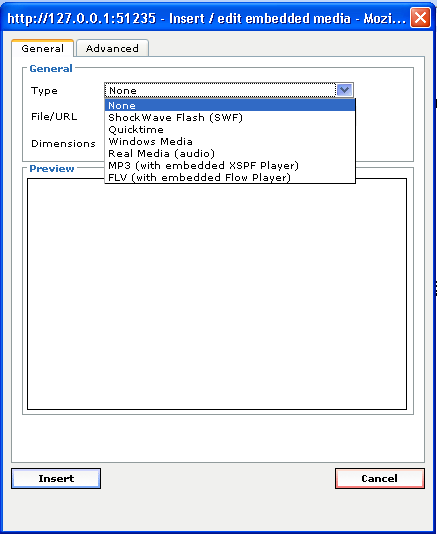 http://127.0.0.1:51235 - Insert / edit embedded media - Mozi...
General Advanced
General
Type None
None
File/URL ShockWave Flash (SWF)
Quicktime
Dimensions Windows Media
Real Media (audio)
MP3 (with embedded XSPF Player)
Preview FLV (with embedded Flow Player)
Insert Cancel